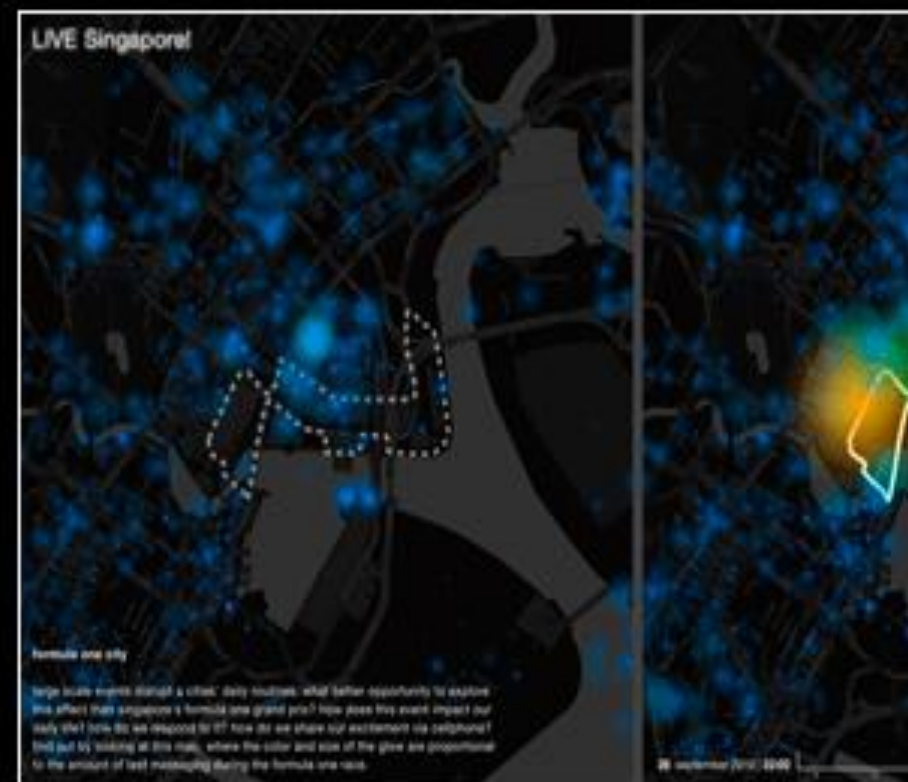 LIVE Singapore!
formula one city
large scale events disrupt a cities' daily routines. what better opportunity to explore
this effect than singapore's formula one grand prix? how does this event impact our
daily life? how do we respond to it? how do we share our excitement via cellphone?
find out by looking at this map, where the color and size of the glow are proportional
to the amount of text messaging during the formula one race.
september 2010